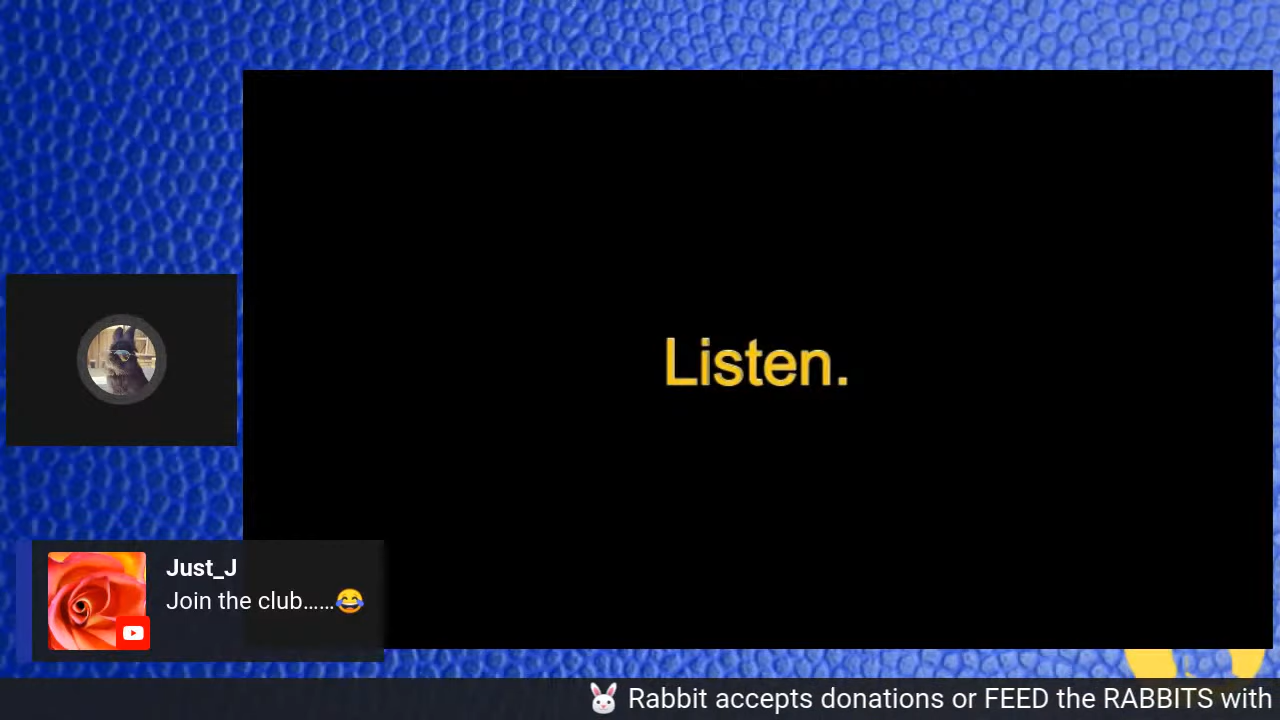 Listen.
Just_J
Join the club......😂
🐰 Rabbit accepts donations or FEED the RABBITS with